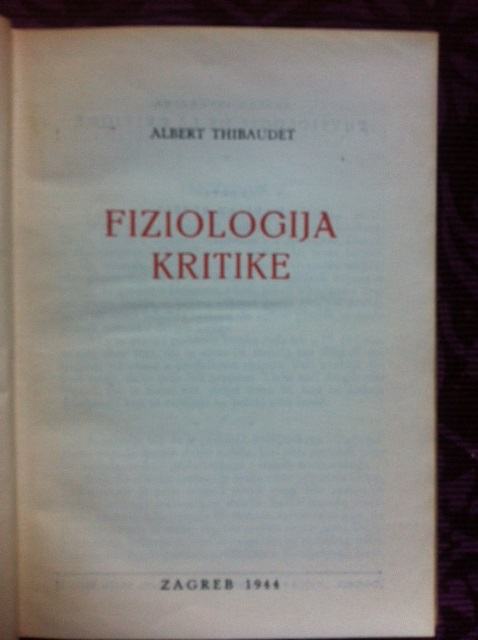 ALBERT THIBAUDET
FIZIOLOGIJA
KRITIKE
ZAGREB 1944